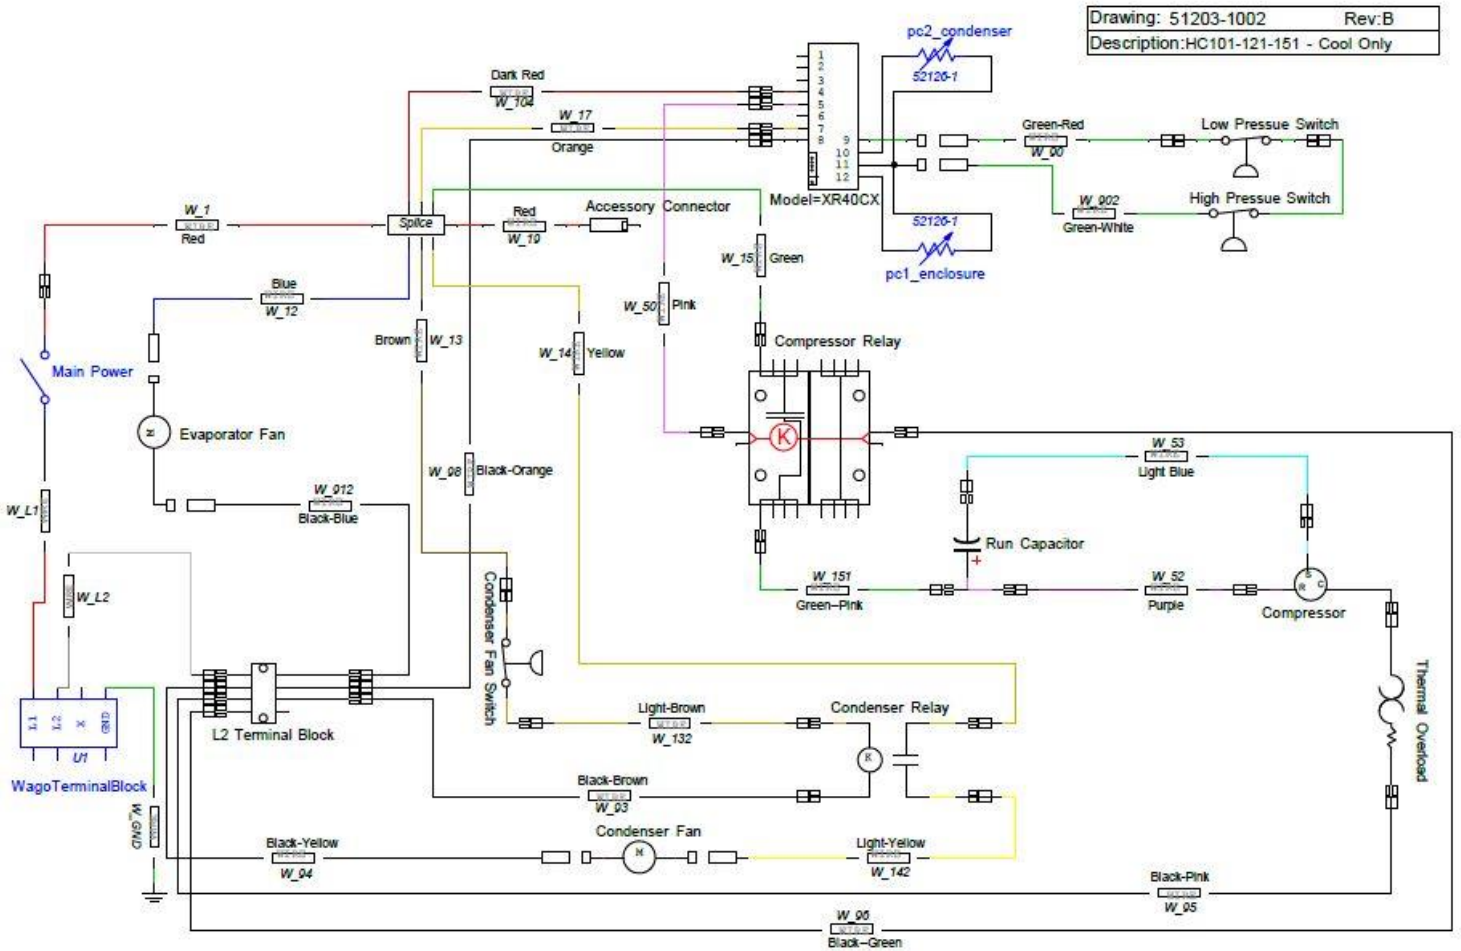 Drawing: 51203-1002 Rev:B
Description:HC101-121-151 - Cool Only
pc2_condenser
52126-1
Dark Red
W_104
W_17
Orange
1
2
3
4
5
6
7
8
9
10
11
12
Model=XR40CX
Green-Red
W_90
Low Pressue Switch
W_902
Green-White
High Pressue Switch
52126-1
pc1_enclosure
W_1
Red
Splice
Red
W_19
Accessory Connector
W_15
Green
Blue
W_12
W_50
Pink
Brown
W_13
W_14
Yellow
Compressor Relay
K
Main Power
M
Evaporator Fan
W_98
Black-Orange
W_53
Light Blue
W_L1
W_912
Black-Blue
Run Capacitor
+
W_L2
Condenser Fan Switch
W_151
Green-Pink
W_52
Purple
S
R
C
Compressor
Thermal Overload
L2 Terminal Block
Light-Brown
W_132
Condenser Relay
K
L1
L2
X
GND
U1
WagoTerminalBlock
W_GND
Black-Brown
W_93
Condenser Fan
M
Black-Yellow
W_94
Light-Yellow
W_142
Black-Pink
W_95
W_96
Black-Green